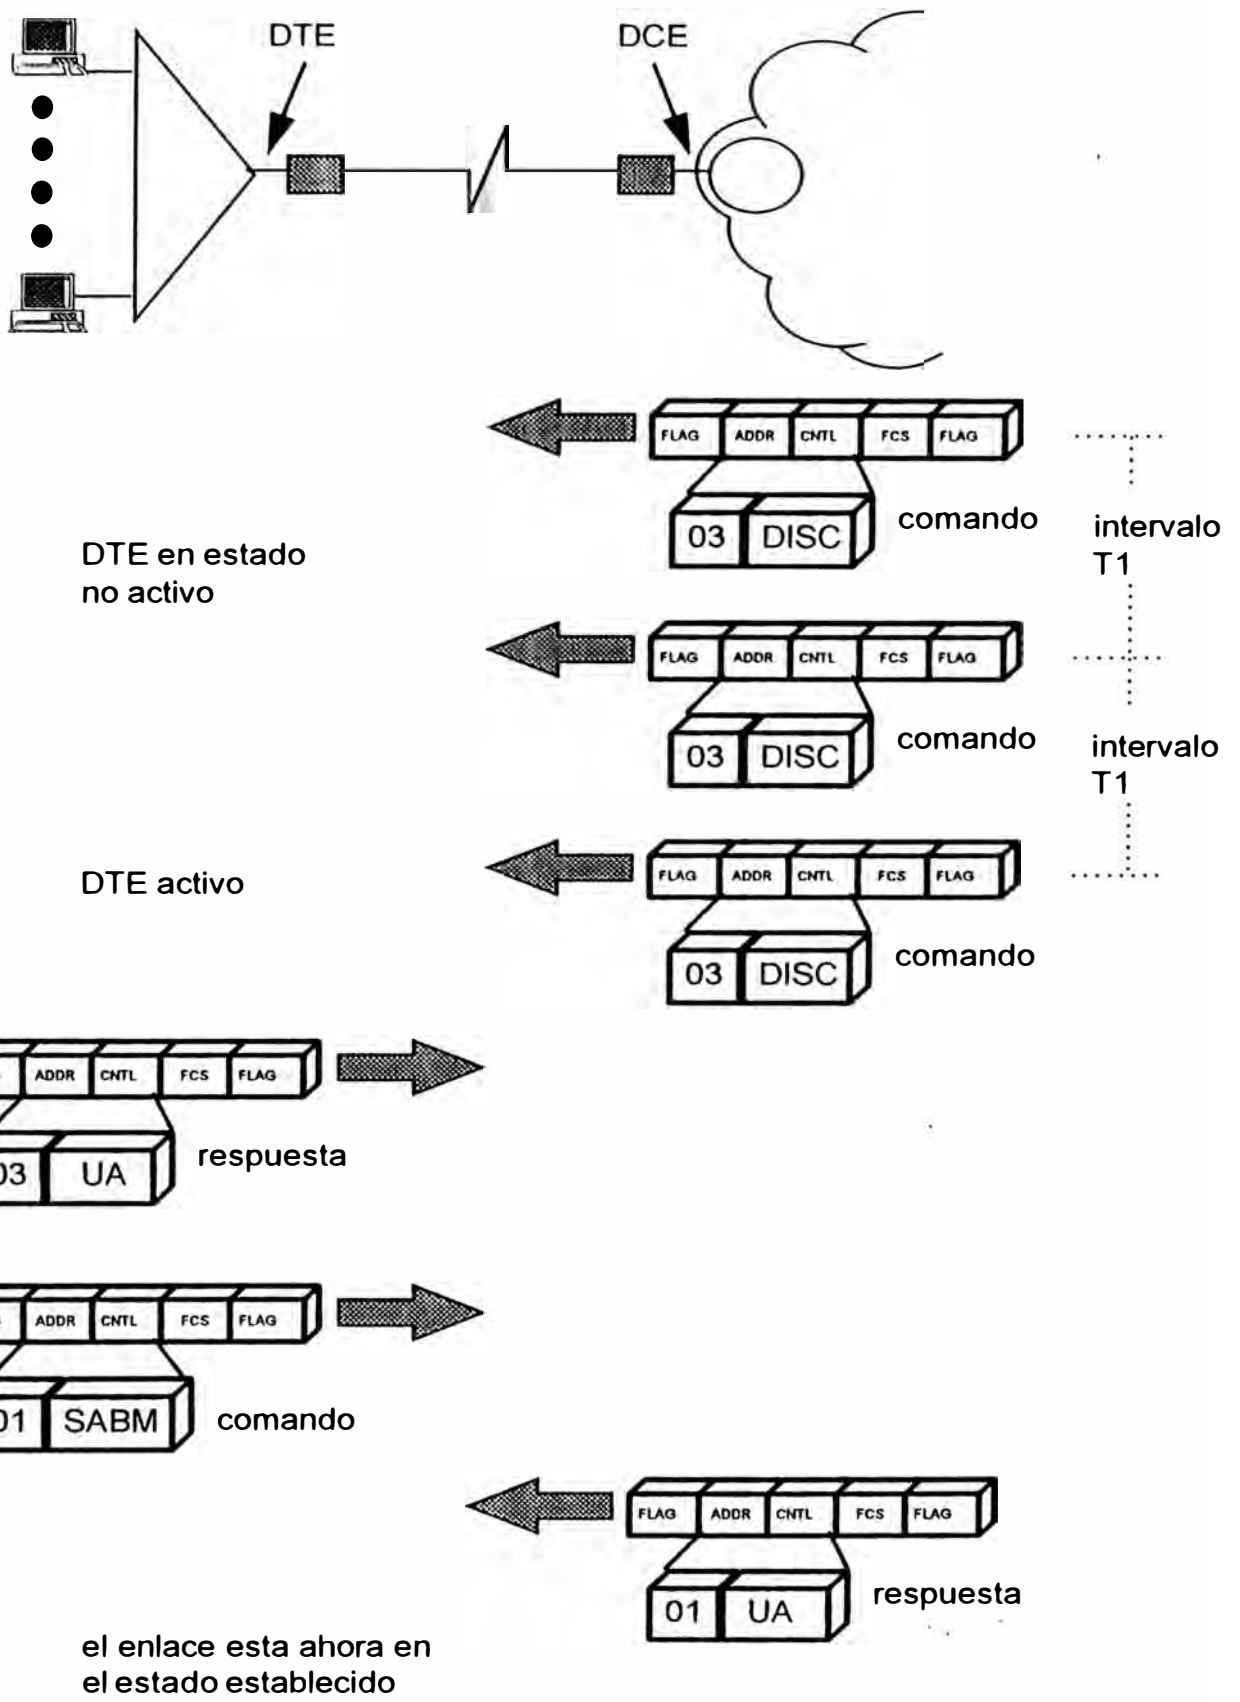 DTE
DCE
FLAG ADDR CNTL FCS FLAG
03 DISC
comando
intervalo
T1
DTE en estado
no activo
FLAG ADDR CNTL FCS FLAG
03 DISC
comando
intervalo
T1
DTE activo
FLAG ADDR CNTL FCS FLAG
03 DISC
comando
ADDR CNTL FCS FLAG
03 UA
respuesta
ADDR CNTL FCS FLAG
01 SABM
comando
FLAG ADDR CNTL FCS FLAG
01 UA
respuesta
el enlace esta ahora en
el estado establecido